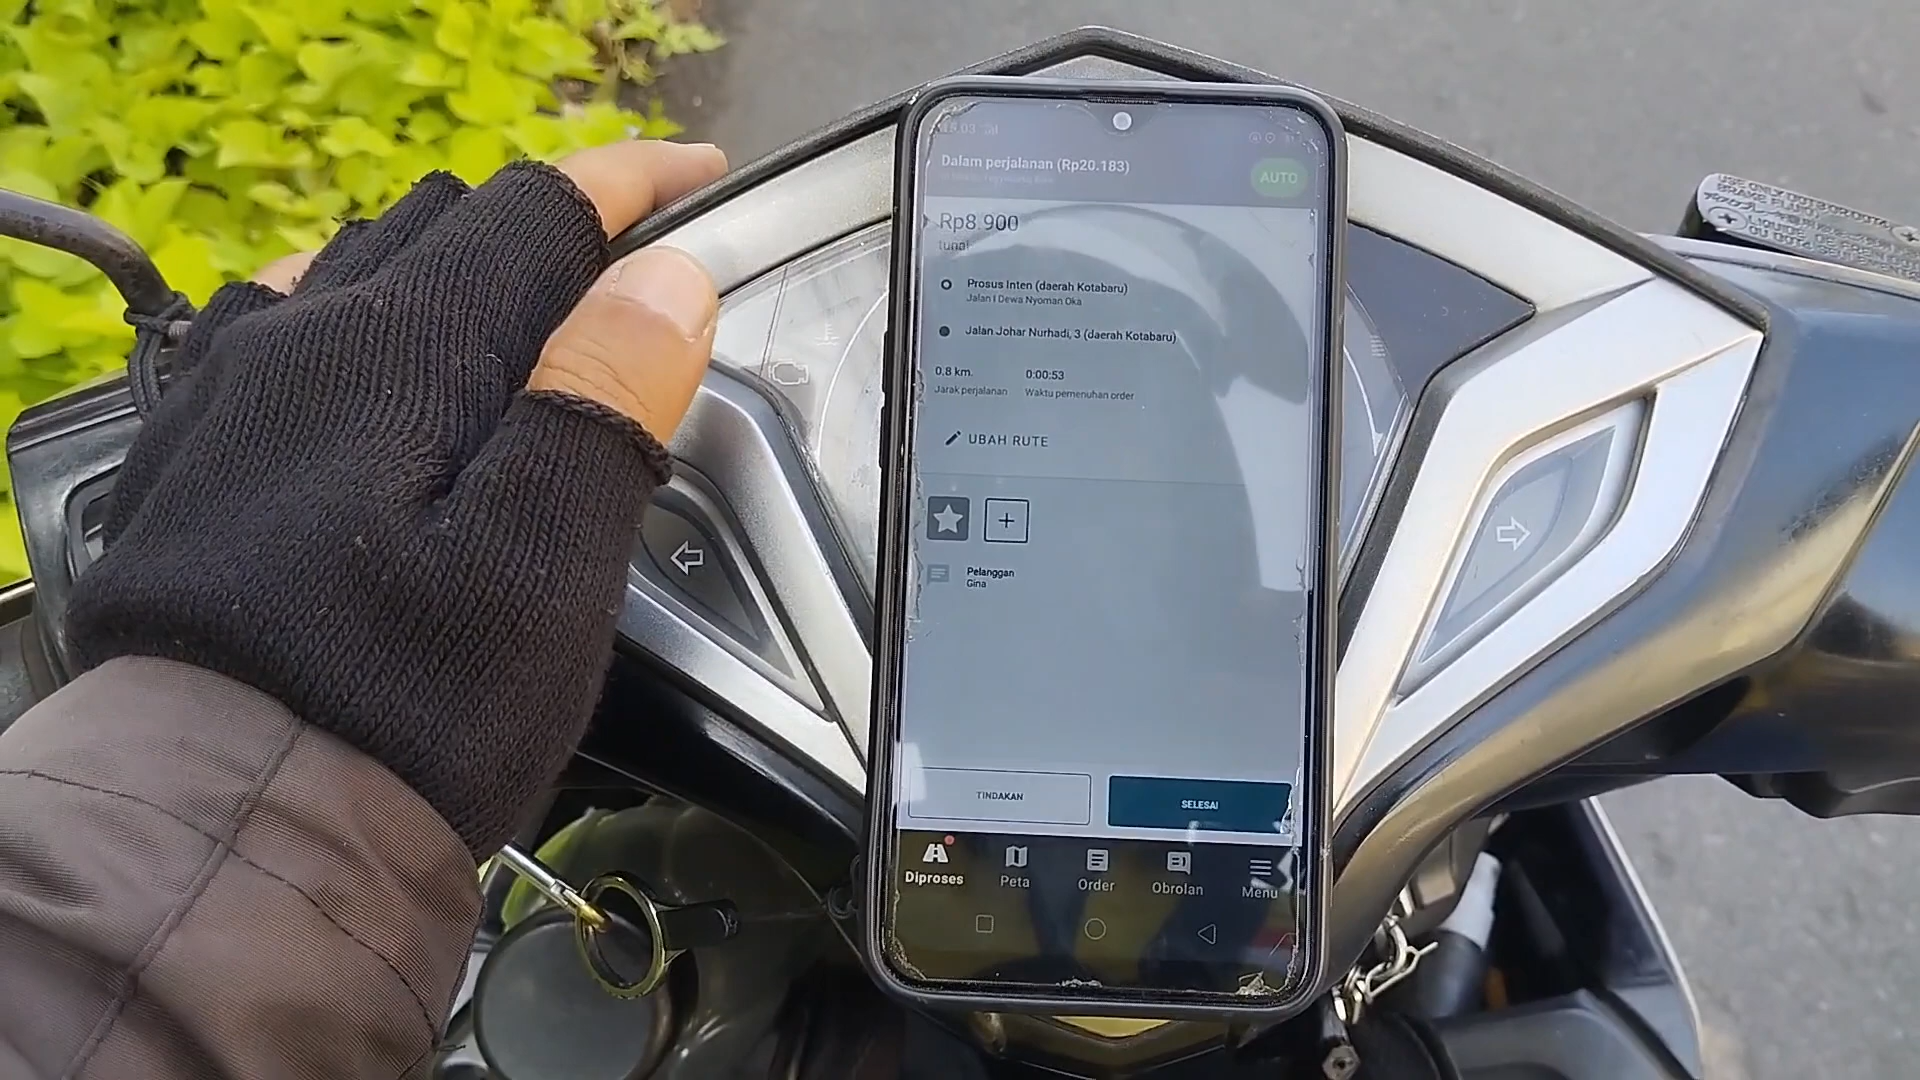 Dalam perjalanan (Rp20.183)
AUTO
Rp8.900
tunai
Prosus Inten (daerah Kotabaru)
Jalan I Dewa Nyoman Oka
Jalan Johar Nurhadi, 3 (daerah Kotabaru)
0.8 km.
0:00:53
Jarak perjalanan
Waktu pemenuhan order
UBAH RUTE
Pelanggan
Gina
TINDAKAN
SELESAI
Diproses
Peta
Order
Obrolan
Menu